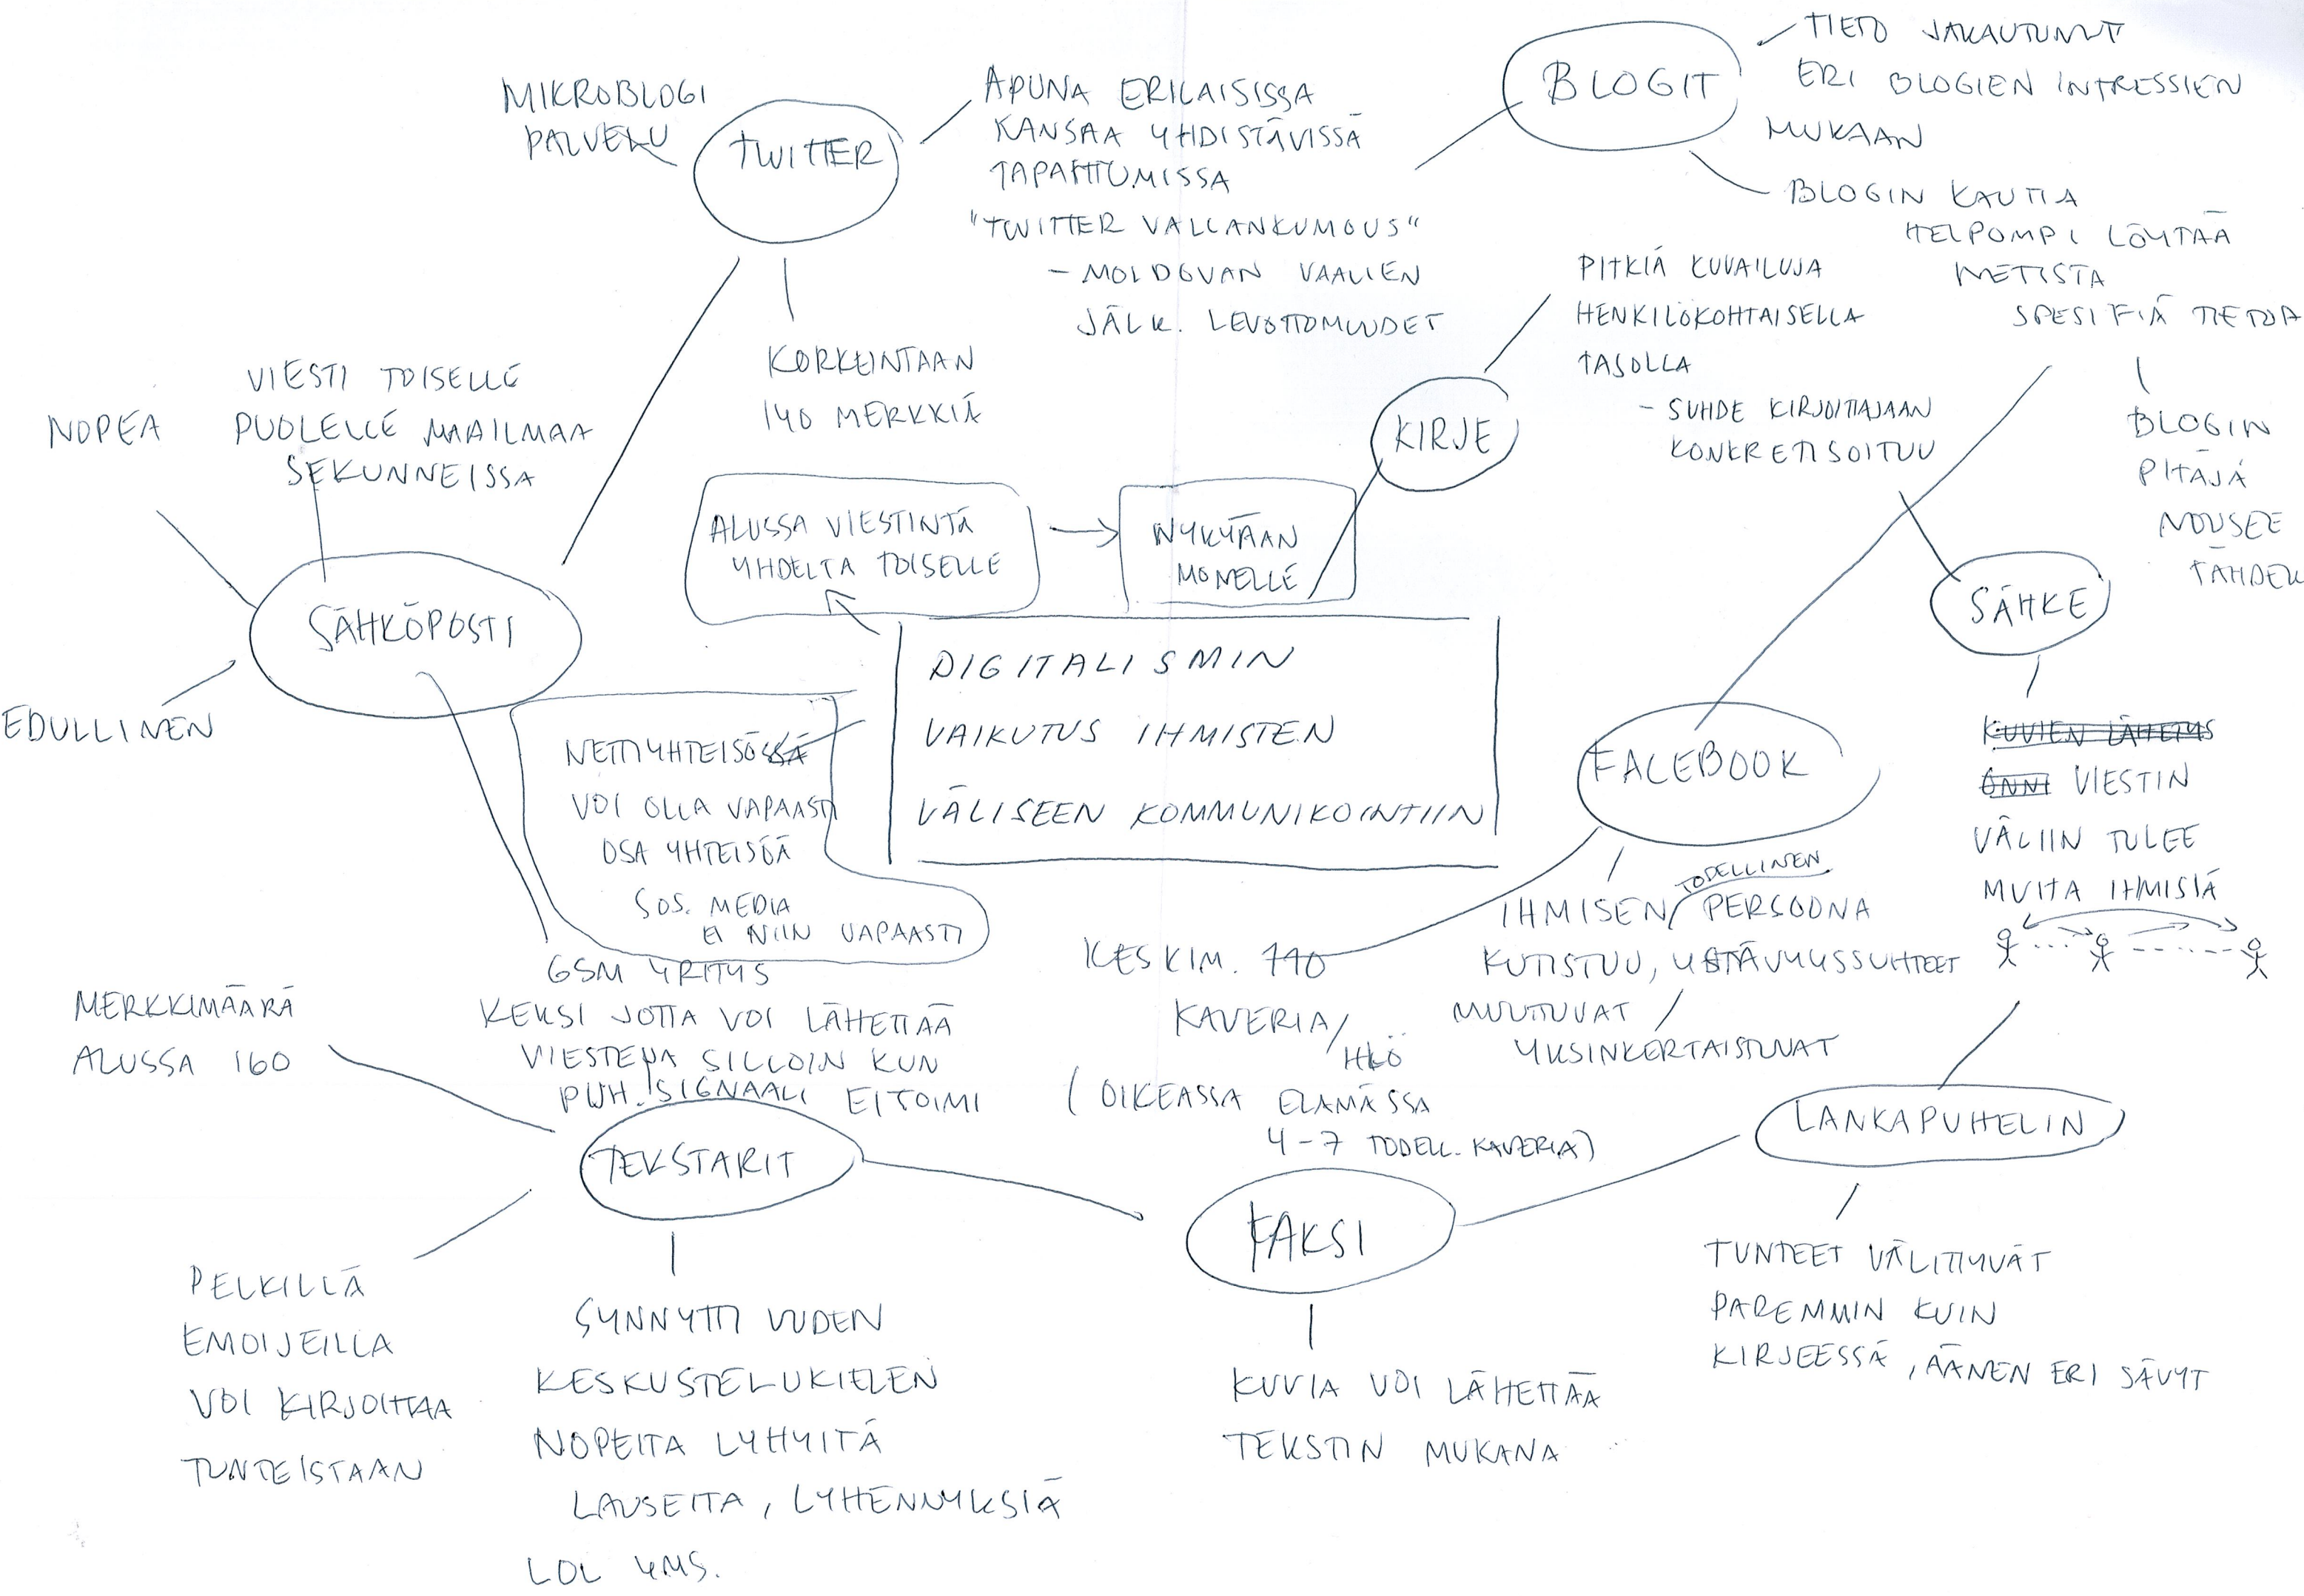 MIKROBLOGI
PALVELU
TWITTER
APUNA ERILAISISSA
KANSAA YHDISTÄVISSÄ
TAPAHTUMISSA
"TWITTER VALLANKUMOUS"
- MOLDOVAN VAALIEN
JÄLK. LEVOTTOMUUDET
KORKEINTAAN
140 MERKKIÄ
BLOGIT
TIETO JAKAUTUNUT
ERI BLOGIEN INTRESSIEN
MUKAAN
BLOGIN KAUTTA
HELPOMPI LÖYTÄÄ
NETISTÄ
SPESIFIÄ TIETOA
BLOGIN
PITÄJÄ
NOUSEE
TÄHDEK
KIRJE
PITKIÄ KUVAILUJA
HENKILÖKOHTAISELLA
TASOLLA
- SUHDE KIRJOITTAJAAN
KONKRETISOITUU
NOPEA
VIESTI TOISELLE
PUOLELLE MAAILMAA
SEKUNNEISSA
SÄHKÖPOSTI
EDULLINEN
ALUSSA VIESTINTÄ
YHDELTÄ TOISELLE
NYKYÄÄN
MONELLE
DIGITALISMIN
VAIKUTUS IHMISTEN
VÄLISEEN KOMMUNIKOINTIIN
NETTIYHTEISÖSSÄ
VOI OLLA VAPAASTI
OSA YHTEISÖÄ
SOS. MEDIA
EI NIIN VAPAASTI
SÄHKE
KUVIEN LÄHETYS
ONNI VIESTIN
VÄLIIN TULEE
MUITA IHMISIÄ
FACEBOOK
TODELLINEN
IHMISEN PERSOONA
KUTISTUU, YSTÄVYYSSUHTEET
MUUTTUVAT /
YKSINKERTAISTUVAT
KESKIM.
KAVERIA/
HLÖ
( OIKEASSA ELÄMÄSSÄ
4-7 TODELL. KAVERIA)
GSM YRITYS
KEKSI JOTTA VOI LÄHETTÄÄ
VIESTEJÄ SILLOIN KUN
PUH. SIGNAALI EI TOIMI
MERKKIMÄÄRÄ
ALUSSA 160
TEKSTARIT
PELKILLÄ
EMOIJEILLA
VOI KIRJOITTAA
TUNTEISTAAN
SYNNYTTI UUDEN
KESKUSTELUKIELEN
NOPEITA LYHYITÄ
LAUSEITA, LYHENNYKSIÄ
LOL YMS.
FAKSI
KUVIA VOI LÄHETTÄÄ
TEKSTIN MUKANA
LANKAPUHELIN
TUNTEET VÄLITTYVÄT
PAREMMIN KUIN
KIRJEESSÄ, ÄÄNEN ERI SÄVYT